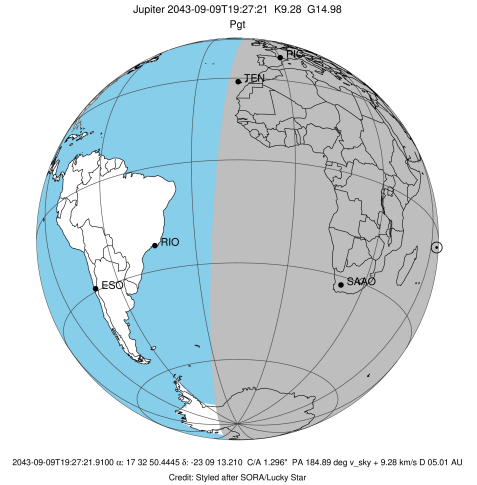 Jupiter 2043-09-09T19:27:21 K9.28 G14.98
Pgt
PIC
TEN
RIO
ESO
SAAO
2043-09-09T19:27:21.9100 α: 17 32 50.4445 δ: -23 09 13.210 C/A 1.296" PA 184.89 deg v_sky + 9.28 km/s D 05.01 AU
Credit: Styled after SORA/Lucky Star